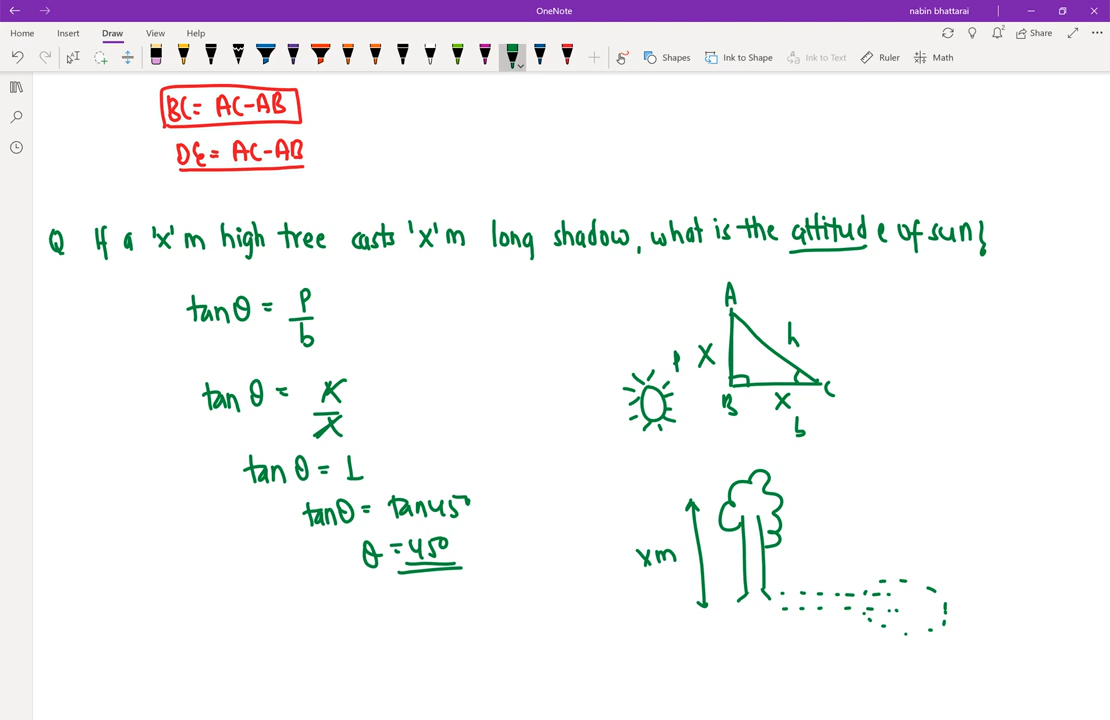 OneNote
nabin bhattarai
Home Insert Draw View Help
Share
Shapes Ink to Shape Ink to Text Ruler Math
BC = AC-AB
DE = AC-AB
Q If a 'x' m high tree casts 'x' m long shadow, what is the attitude of sun?
tanθ = P/b
tan θ = x/x
tan θ = 1
tanθ = tan45°
θ = 45°
A
h
P X
B X C
b
xm